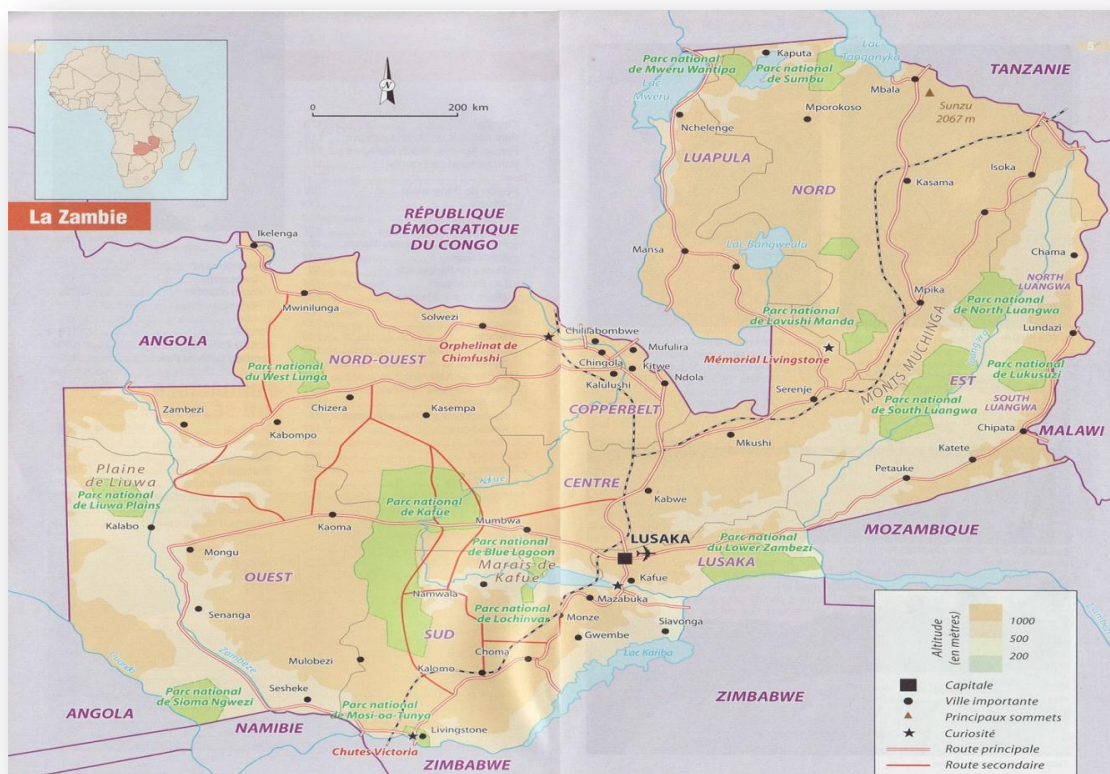 5
Parc national
de Mweru Wantipa
Kaputa
Parc national
de Sumbu
Lac
Tanganyka
TANZANIE
Lac
Mweru
Mbala
Sunzu
2067 m
Mporokoso
Nchelenge
LUAPULA
NORD
Kasama
Isoka
N
0
200 km
La Zambie
RÉPUBLIQUE
DÉMOCRATIQUE
DU CONGO
Ikelenga
Mansa
Lac Bangweulu
Chama
NORTH
LUANGWA
Mpika
Parc national
de North Luangwa
Mwinilunga
Solwezi
Orphelinat de
Chimfushi
Chililabombwe
Mufulira
Chingola
Kitwe
Kalulushi
Ndola
Parc national
de Lavushi Manda
Mémorial Livingstone
MONTS MUCHINGA
Luangwa
Lundazi
ANGOLA
NORD-OUEST
Parc national
du West Lunga
Serenje
EST
Parc national
de Lukusuzi
Parc national
de South Luangwa
SOUTH
LUANGWA
Zambezi
Chizera
Kasempa
Kabompo
COPPERBELT
Mkushi
Chipata
MALAWI
Katete
Petauke
Plaine
de Liuwa
Parc national
de Liuwa Plains
Kalabo
Kafue
CENTRE
Kabwe
Parc national
de Kafüe
Kaoma
Mumbwa
Mongu
MOZAMBIQUE
LUSAKA
Parc national
de Blue Lagoon
Marais de
Kafue
Parc national
du Lower Zambezi
LUSAKA
OUEST
Senanga
Namwala
Kafue
Mazabuka
Parc national
de Lochinvas
Monze
Gwembe
Siavonga
SUD
Choma
Kalomo
Lac Kariba
Mulobezi
Zambèze
Sesheke
Parc national
de Sioma Ngwezi
Parc national
de Mosi-oa-Tunya
Livingstone
Chutes Victoria
ANGOLA
NAMIBIE
ZIMBABWE
ZIMBABWE
Altitude
(en mètres)
1000
500
200
Capitale
Ville importante
Principaux sommets
Curiosité
Route principale
Route secondaire